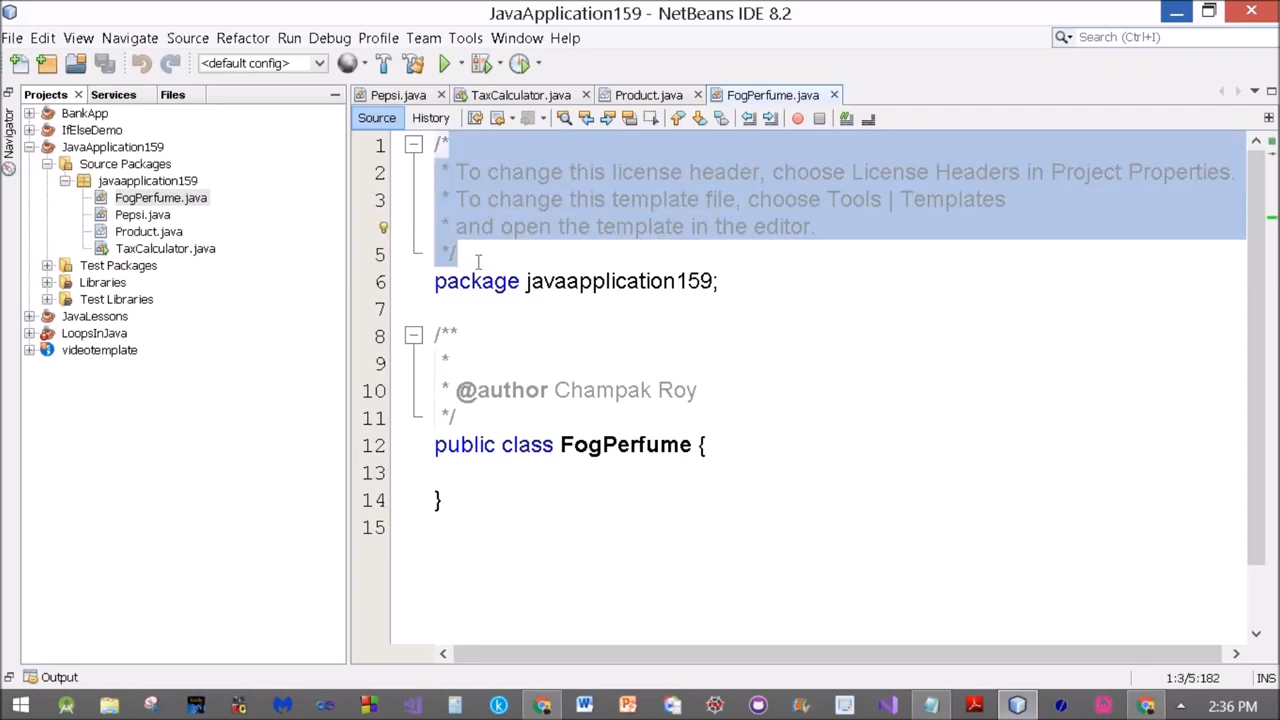 JavaApplication159 - NetBeans IDE 8.2
File Edit View Navigate Source Refactor Run Debug Profile Team Tools Window Help
Search (Ctrl+I)
<default config>
Projects Services Files
Pepsi.java TaxCalculator.java Product.java FogPerfume.java
Source History
Navigator
BankApp
IfElseDemo
JavaApplication159
Source Packages
javaapplication159
FogPerfume.java
Pepsi.java
Product.java
TaxCalculator.java
Test Packages
Libraries
Test Libraries
JavaLessons
LoopsInJava
videotemplate
1 /*
2 * To change this license header, choose License Headers in Project Properties.
3 * To change this template file, choose Tools | Templates
* and open the template in the editor.
5 */
6 package javaapplication159;
7
8 /**
9 *
10 * @author Champak Roy
11 */
12 public class FogPerfume {
13
14 }
15
Output
1:3/5:182 INS
2:36 PM